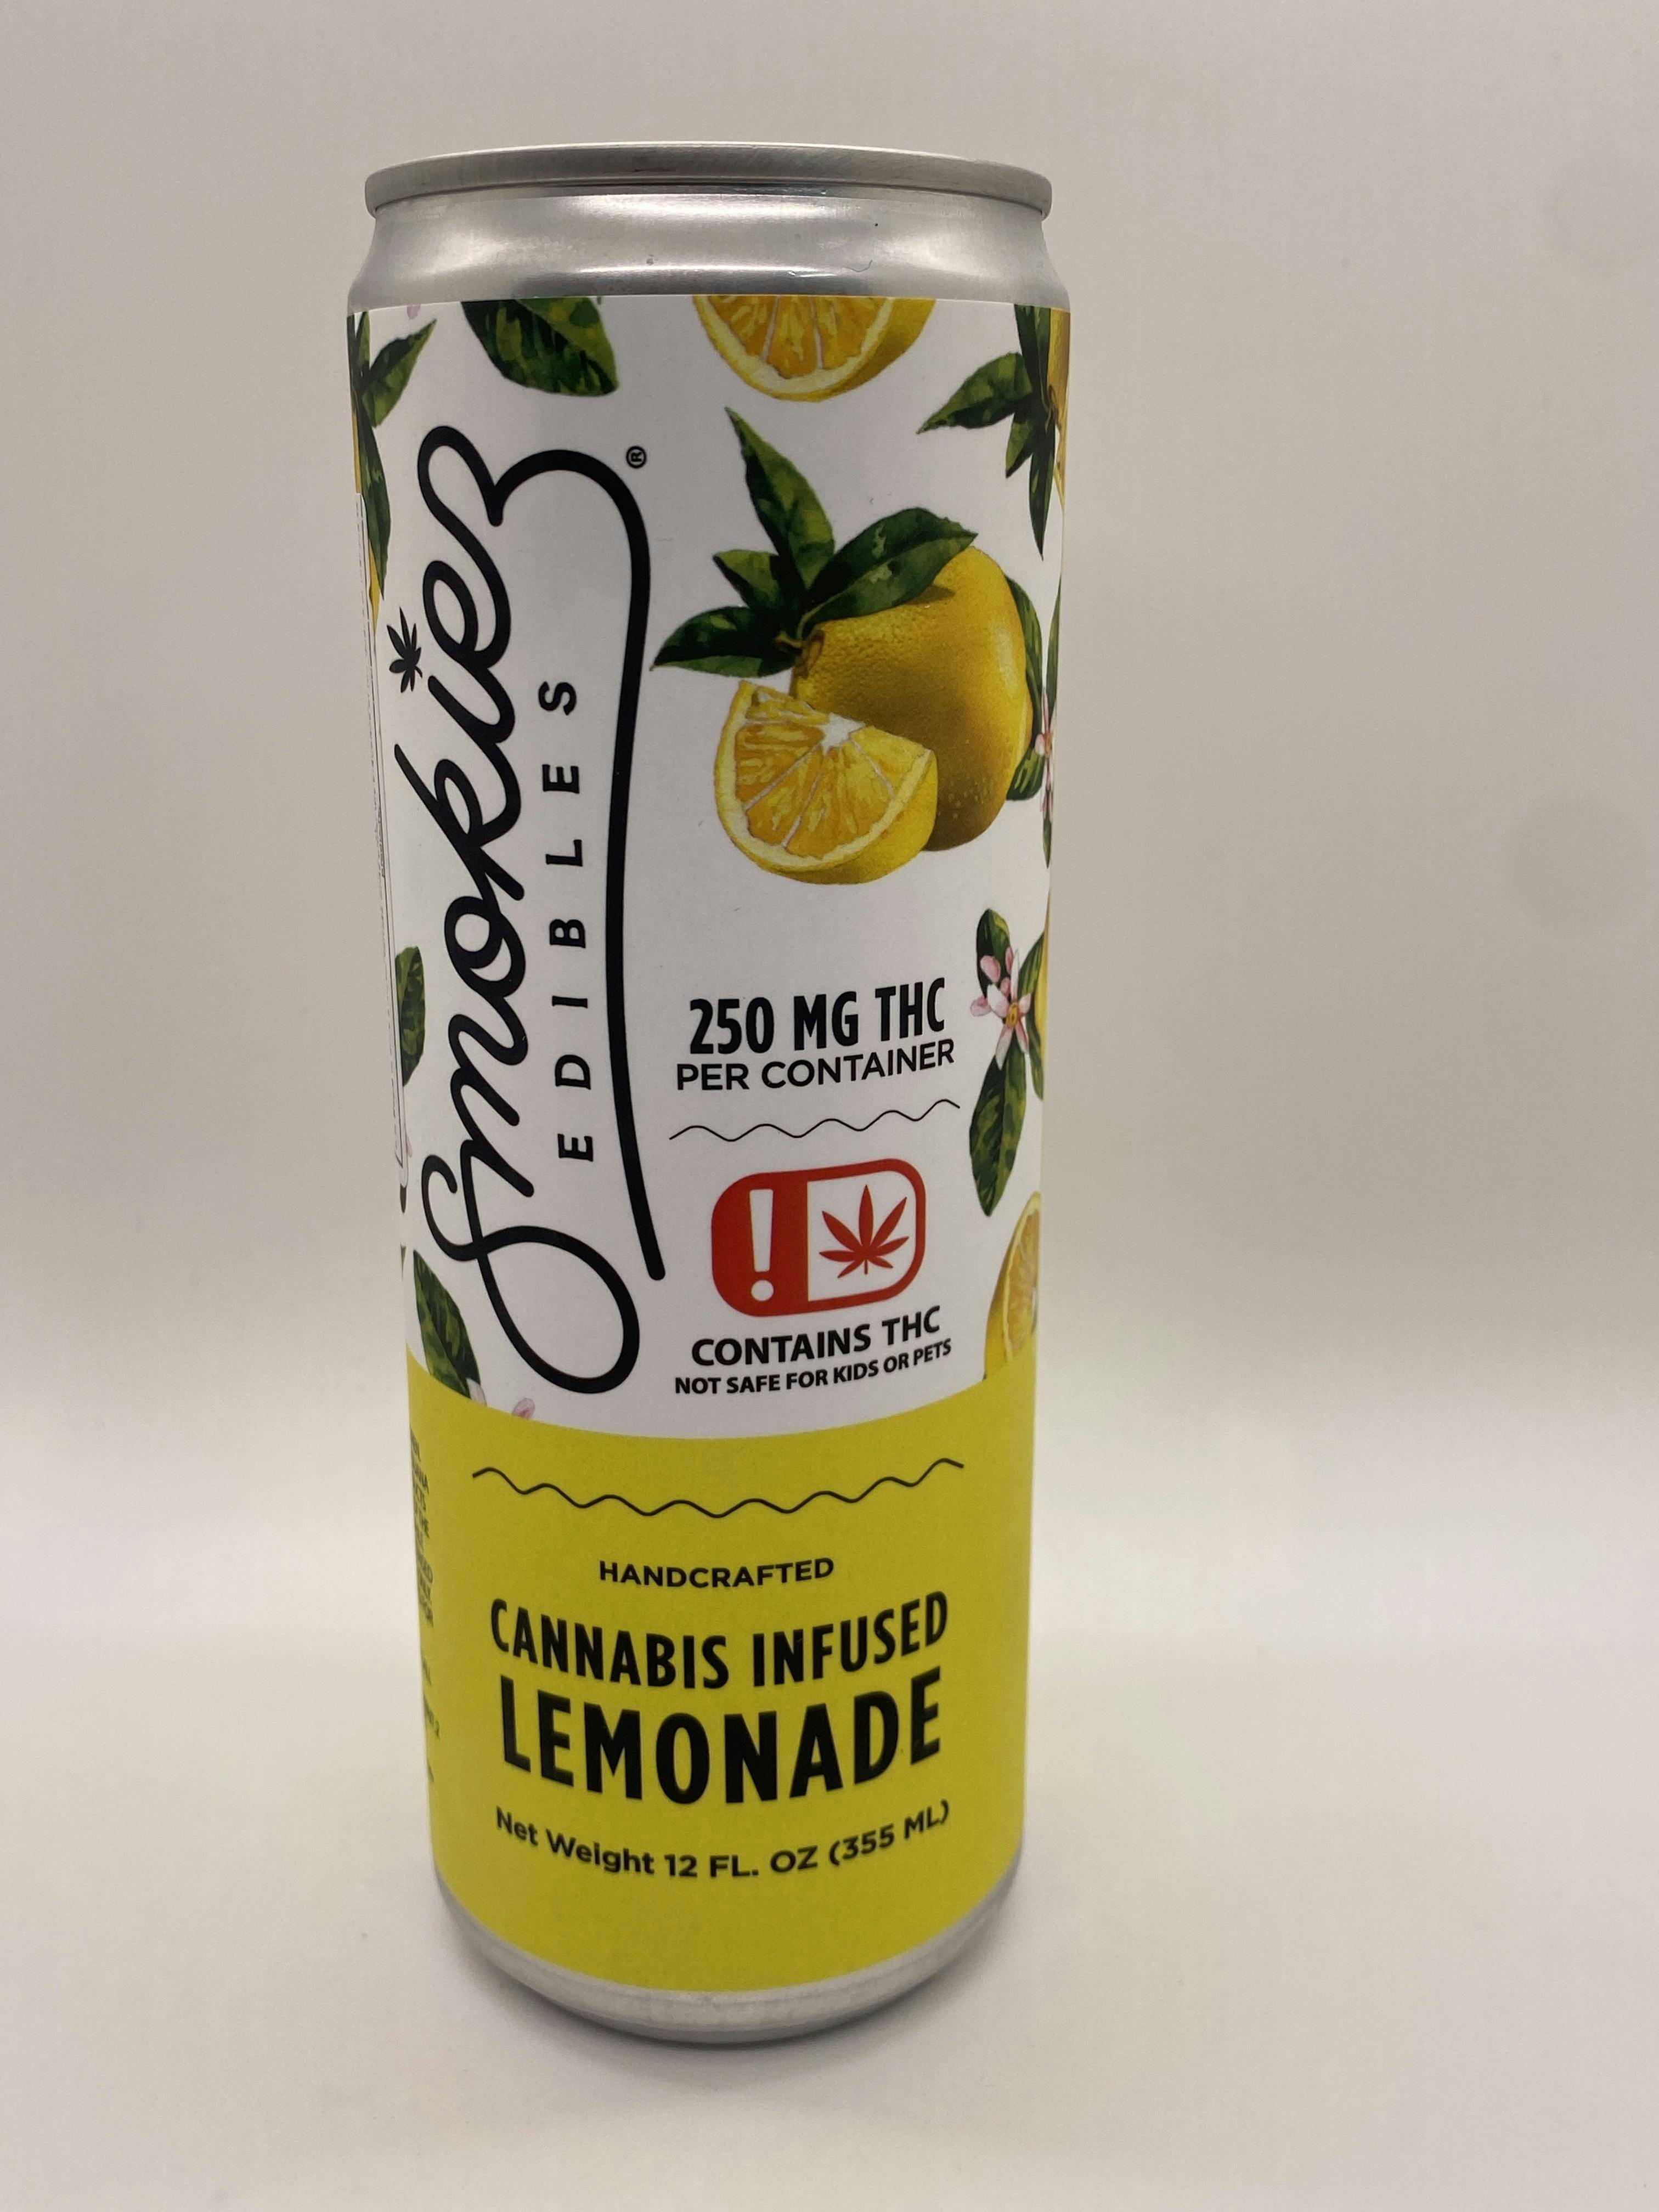 Smokiez®
EDIBLES
250 MG THC
PER CONTAINER
!
CONTAINS THC
NOT SAFE FOR KIDS OR PETS
HANDCRAFTED
CANNABIS INFUSED
LEMONADE
Net Weight 12 FL. OZ (355 ML)